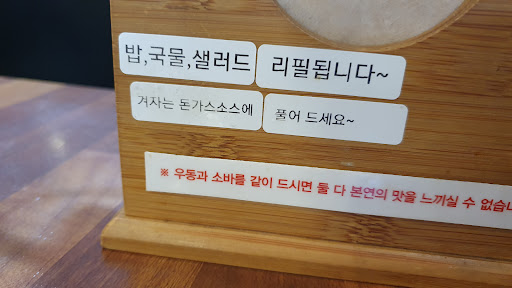 밥,국물,샐러드 리필됩니다~
겨자는 돈가스소스에 풀어 드세요~
※ 우동과 소바를 같이 드시면 둘 다 본연의 맛을 느끼실 수 없습니